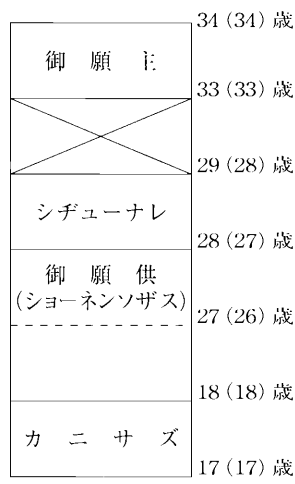 34(34)歳
御願主
33(33)歳
29(28)歳
シヂューナレ
28(27)歳
御願供
(ショーネンソザス)
27(26)歳
18(18)歳
カニサズ
17(17)歳